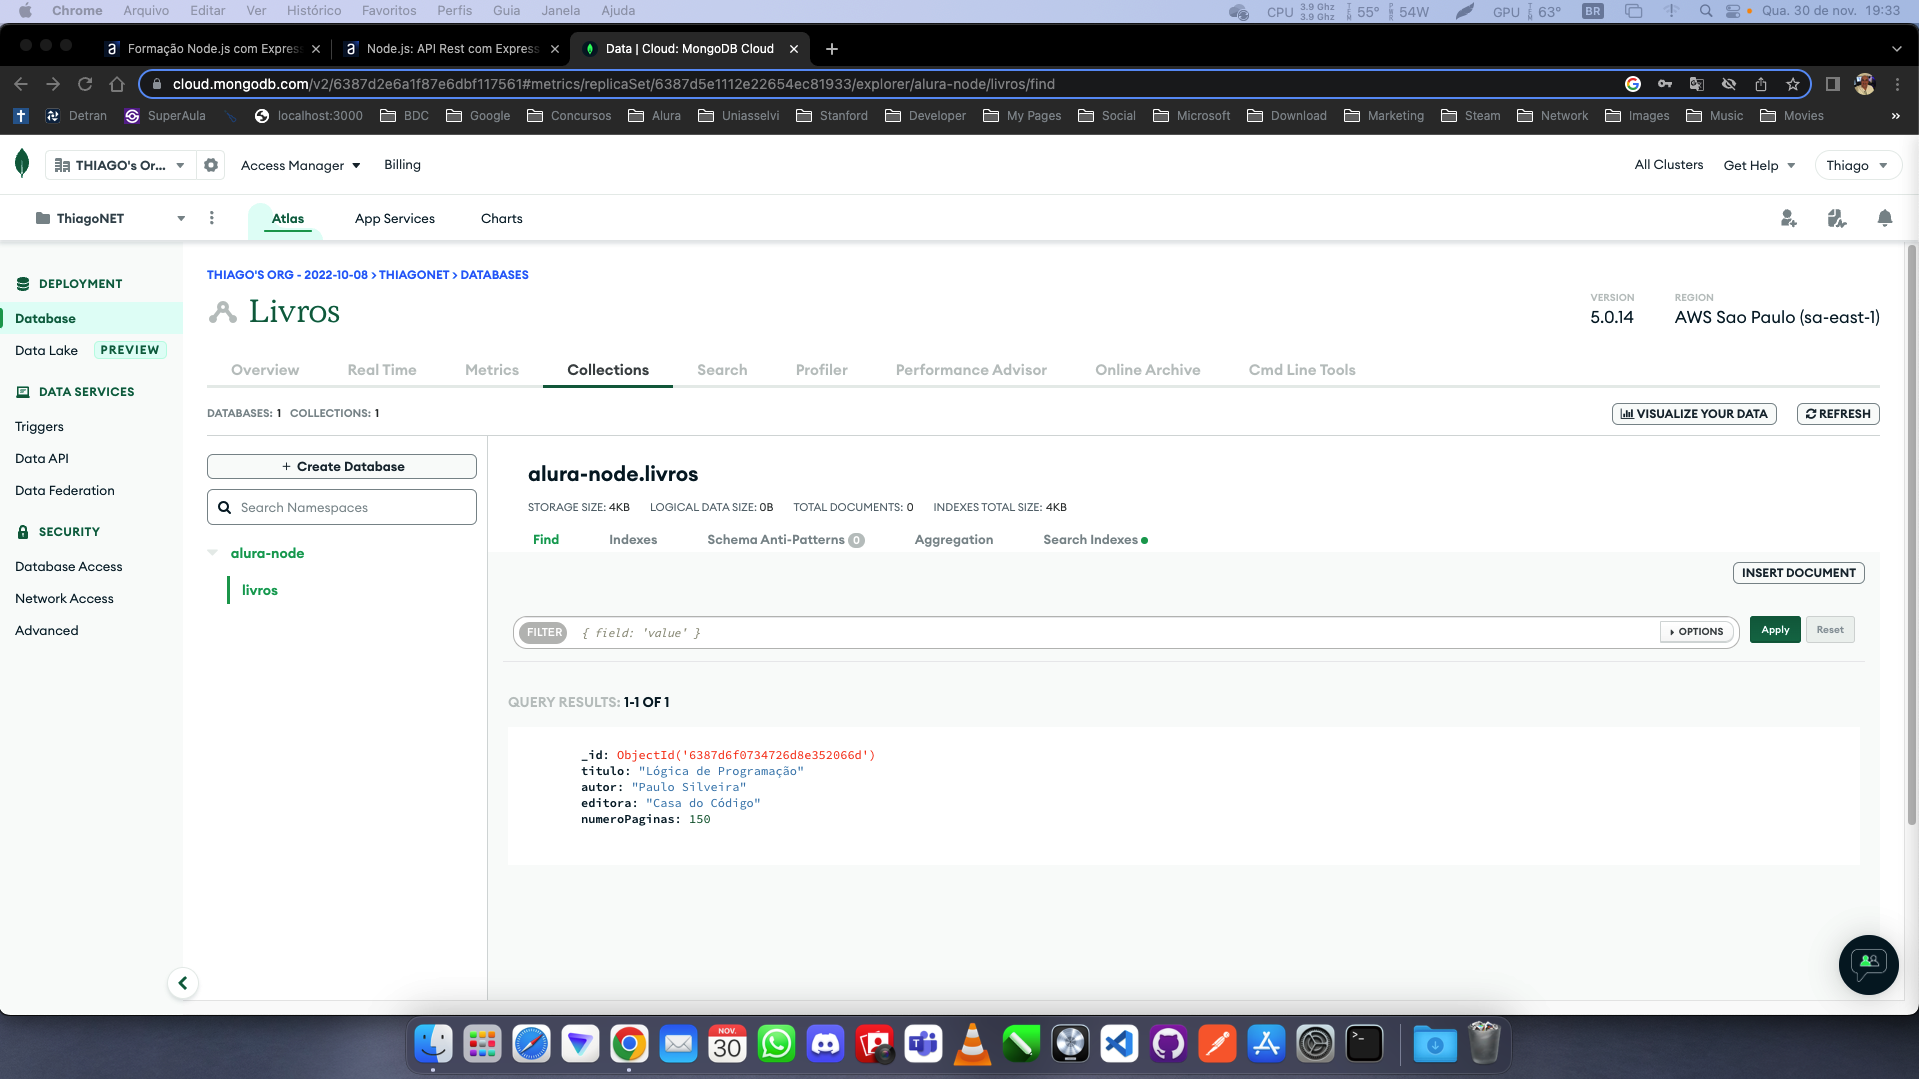 Chrome Arquivo Editar Ver Histórico Favoritos Perfis Guia Janela Ajuda CPU 3.9 Ghz 3.9 Ghz 55° 54W GPU 63° BR Qua. 30 de nov. 19:33
Formação Node.js com Expres Node.js: API Rest com Express Data | Cloud: MongoDB Cloud
cloud.mongodb.com/v2/6387d2e6a1f87e6dbf117561#metrics/replicaSet/6387d5e1112e22654ec81933/explorer/alura-node/livros/find
Detran SuperAula localhost:3000 BDC Google Concursos Alura Uniasselvi Stanford Developer My Pages Social Microsoft Download Marketing Steam Network Images Music Movies »
THIAGO's Or... Access Manager Billing All Clusters Get Help Thiago
ThiagoNET Atlas App Services Charts
THIAGO'S ORG - 2022-10-08 > THIAGONET > DATABASES
Livros
VERSION REGION
5.0.14 AWS Sao Paulo (sa-east-1)
DEPLOYMENT
Database
Data Lake PREVIEW
DATA SERVICES
Triggers
Data API
Data Federation
SECURITY
Database Access
Network Access
Advanced
Overview Real Time Metrics Collections Search Profiler Performance Advisor Online Archive Cmd Line Tools
DATABASES: 1 COLLECTIONS: 1
VISUALIZE YOUR DATA REFRESH
+ Create Database
Search Namespaces
alura-node
livros
alura-node.livros
STORAGE SIZE: 4KB LOGICAL DATA SIZE: 0B TOTAL DOCUMENTS: 0 INDEXES TOTAL SIZE: 4KB
Find Indexes Schema Anti-Patterns 0 Aggregation Search Indexes
INSERT DOCUMENT
FILTER { field: 'value' } OPTIONS Apply Reset
QUERY RESULTS: 1-1 OF 1
_id: ObjectId('6387d6f0734726d8e352066d')
titulo: "Lógica de Programação"
autor: "Paulo Silveira"
editora: "Casa do Código"
numeroPaginas: 150
NOV.
30